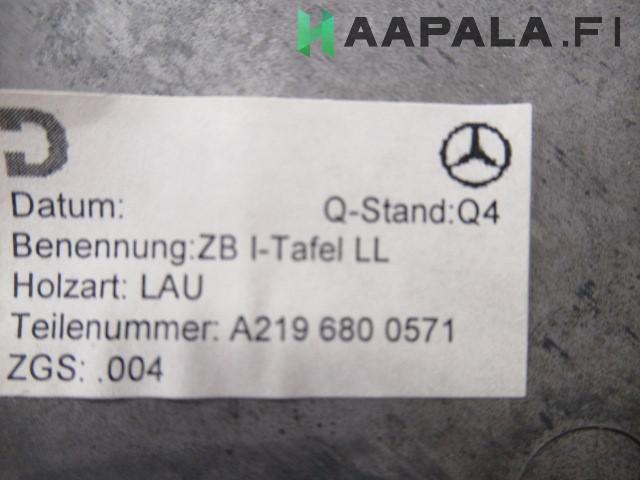 HAAPALA.FI
Datum: Q-Stand:Q4
Benennung:ZB I-Tafel LL
Holzart: LAU
Teilenummer: A219 680 0571
ZGS: .004